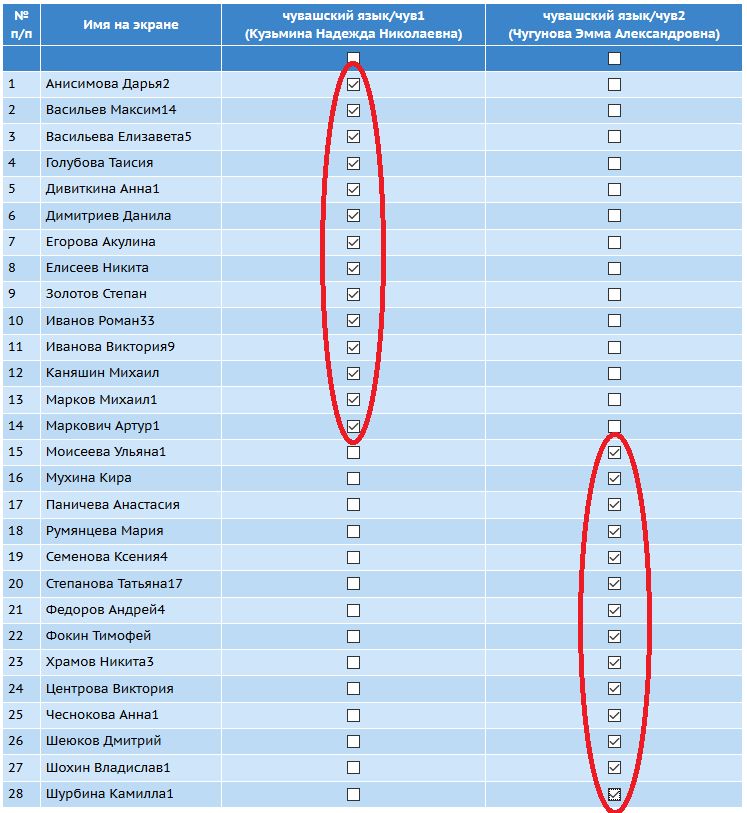 № п/п Имя на экране чувашский язык/чув1 (Кузьмина Надежда Николаевна) чувашский язык/чув2 (Чугунова Эмма Александровна)
1 Анисимова Дарья2
2 Васильев Максим14
3 Васильева Елизавета5
4 Голубова Таисия
5 Дивиткина Анна1
6 Димитриев Данила
7 Егорова Акулина
8 Елисеев Никита
9 Золотов Степан
10 Иванов Роман33
11 Иванова Виктория9
12 Каняшин Михаил
13 Марков Михаил1
14 Маркович Артур1
15 Моисеева Ульяна1
16 Мухина Кира
17 Паничева Анастасия
18 Румянцева Мария
19 Семенова Ксения4
20 Степанова Татьяна17
21 Федоров Андрей4
22 Фокин Тимофей
23 Храмов Никита3
24 Центрова Виктория
25 Чеснокова Анна1
26 Шеюков Дмитрий
27 Шохин Владислав1
28 Шурбина Камилла1